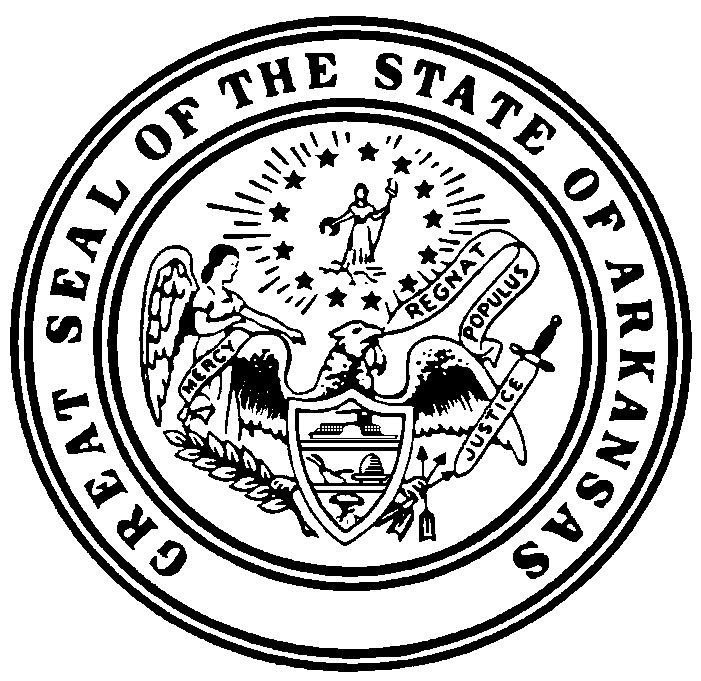 GREAT SEAL OF THE STATE OF ARKANSAS
REGNAT
POPULUS
MERCY
JUSTICE